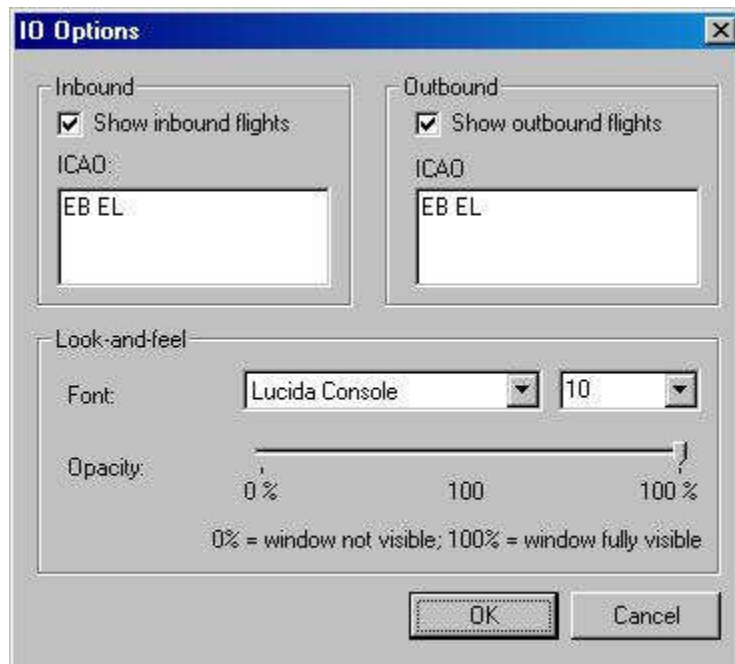 IO Options
Inbound
Show inbound flights
ICAO:
EB EL
Outbound
Show outbound flights
ICAO
EB EL
Look-and-feel
Font: Lucida Console 10
Opacity:
0 % 100 100 %
0% = window not visible; 100% = window fully visible
OK Cancel